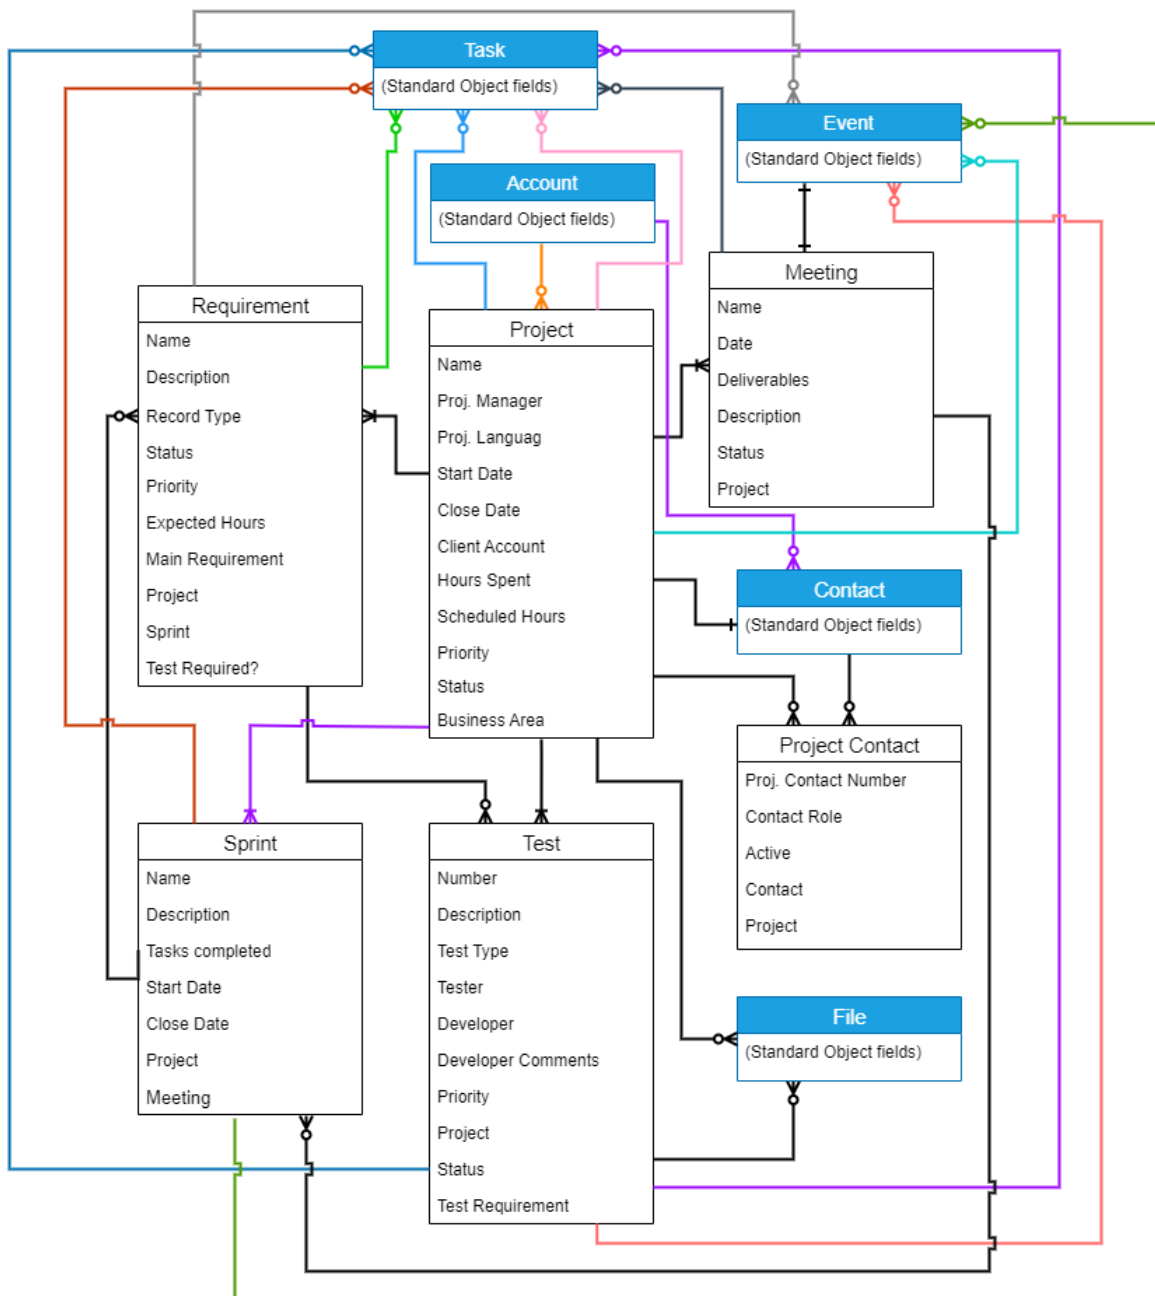 Task
(Standard Object fields)
Event
(Standard Object fields)
Account
(Standard Object fields)
Meeting
Name
Date
Deliverables
Description
Status
Project
Requirement
Name
Description
Record Type
Status
Priority
Expected Hours
Main Requirement
Project
Sprint
Test Required?
Project
Name
Proj. Manager
Proj. Languag
Start Date
Close Date
Client Account
Hours Spent
Scheduled Hours
Priority
Status
Business Area
Contact
(Standard Object fields)
Project Contact
Proj. Contact Number
Contact Role
Active
Contact
Project
Sprint
Name
Description
Tasks completed
Start Date
Close Date
Project
Meeting
Test
Number
Description
Test Type
Tester
Developer
Developer Comments
Priority
Project
Status
Test Requirement
File
(Standard Object fields)